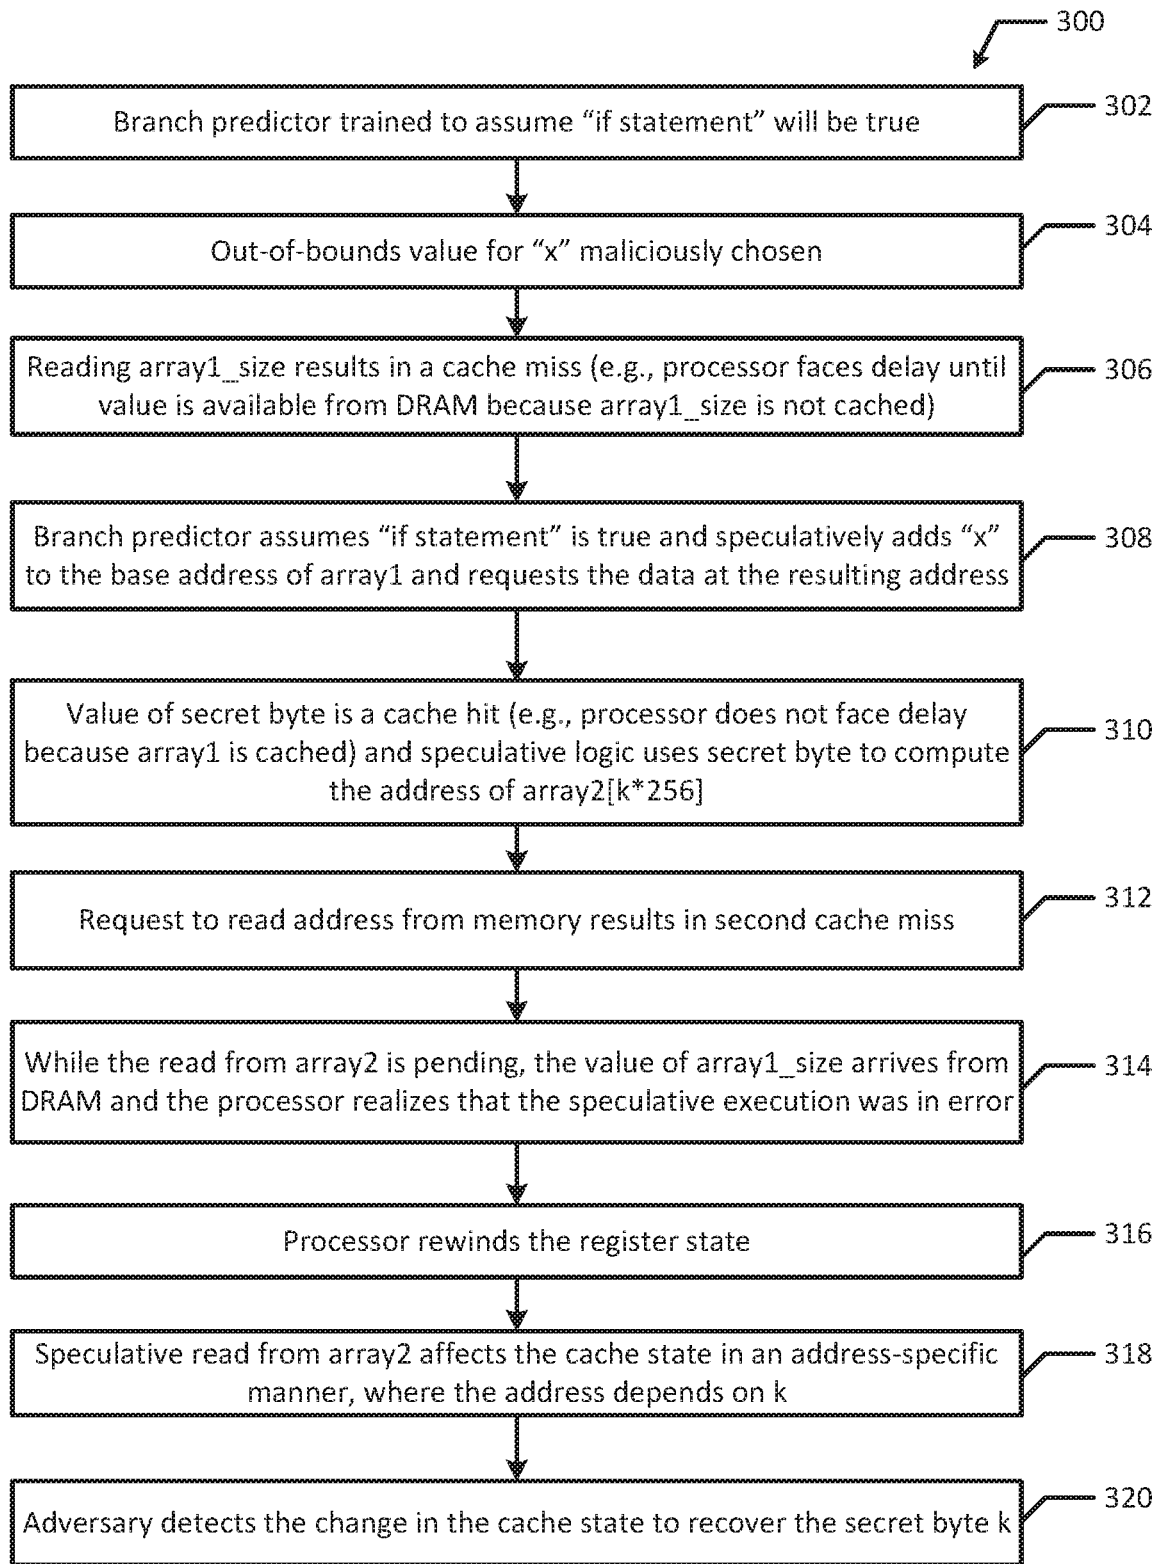 300
Branch predictor trained to assume “if statement” will be true
302
Out-of-bounds value for “x” maliciously chosen
304
Reading array1_size results in a cache miss (e.g., processor faces delay until
value is available from DRAM because array1_size is not cached)
306
Branch predictor assumes “if statement” is true and speculatively adds “x”
to the base address of array1 and requests the data at the resulting address
308
Value of secret byte is a cache hit (e.g., processor does not face delay
because array1 is cached) and speculative logic uses secret byte to compute
the address of array2[k*256]
310
Request to read address from memory results in second cache miss
312
While the read from array2 is pending, the value of array1_size arrives from
DRAM and the processor realizes that the speculative execution was in error
314
Processor rewinds the register state
316
Speculative read from array2 affects the cache state in an address-specific
manner, where the address depends on k
318
Adversary detects the change in the cache state to recover the secret byte k
320